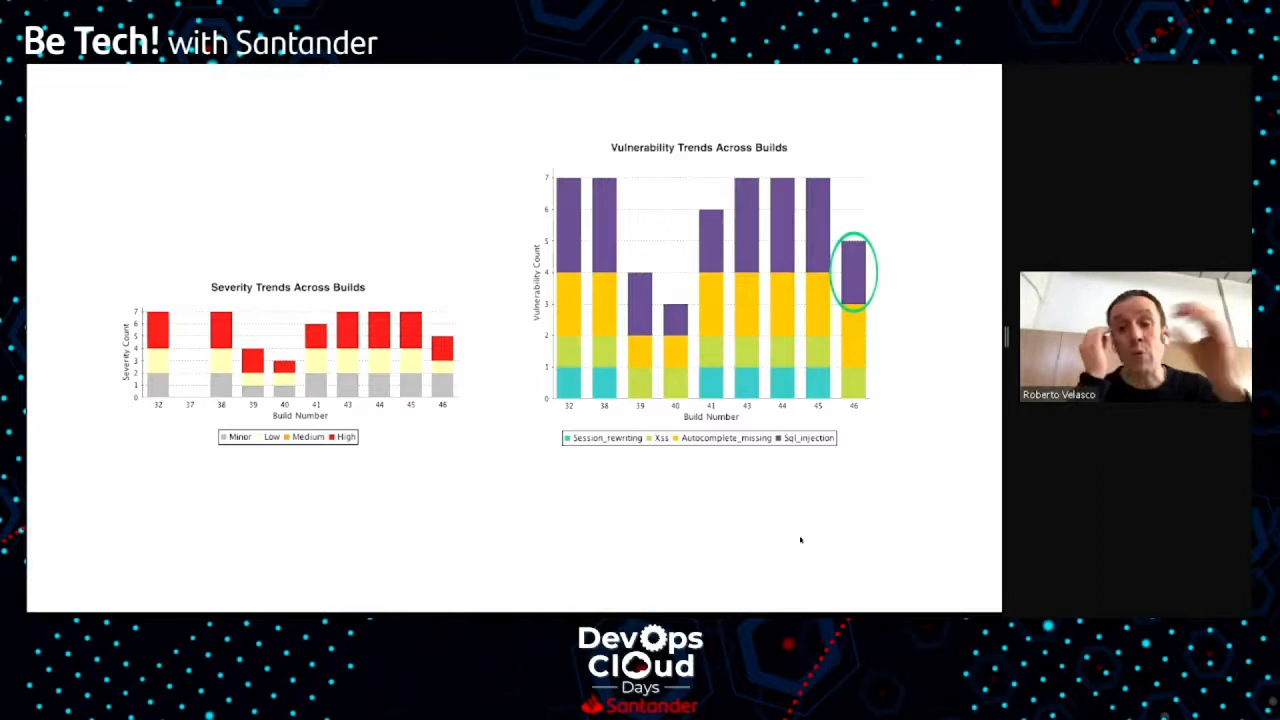 Be Tech! with Santander
Vulnerability Trends Across Builds
7
6
5
4
3
2
1
0
Vulnerability Count
32 38 39 40 41 43 44 45 46
Build Number
Session_rewriting Xss Autocomplete_missing Sql_injection
Severity Trends Across Builds
7
6
5
4
3
2
1
0
Severity Count
32 37 38 39 40 41 43 44 45 46
Build Number
Minor Low Medium High
Roberto Velasco
DevOps
Cloud
Days
Santander